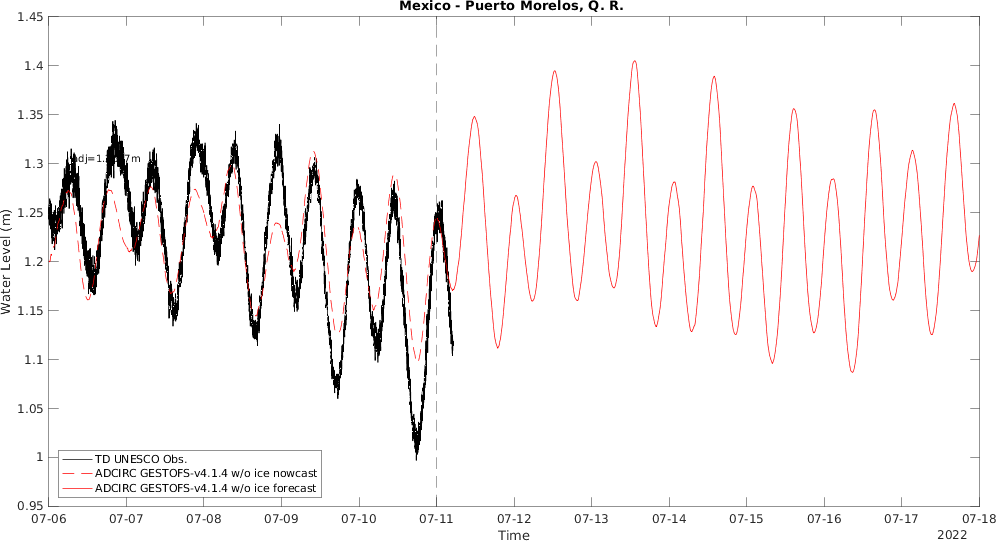 Mexico - Puerto Morelos, Q. R.
1.45
1.4
1.35
1.3
1.25
1.2
1.15
1.1
1.05
1
0.95
Water Level (m)
TD UNESCO Obs.
ADCIRC GESTOFS-v4.1.4 w/o ice nowcast
ADCIRC GESTOFS-v4.1.4 w/o ice forecast
07-06 07-07 07-08 07-09 07-10 07-11 07-12 07-13 07-14 07-15 07-16 07-17 07-18
Time
2022